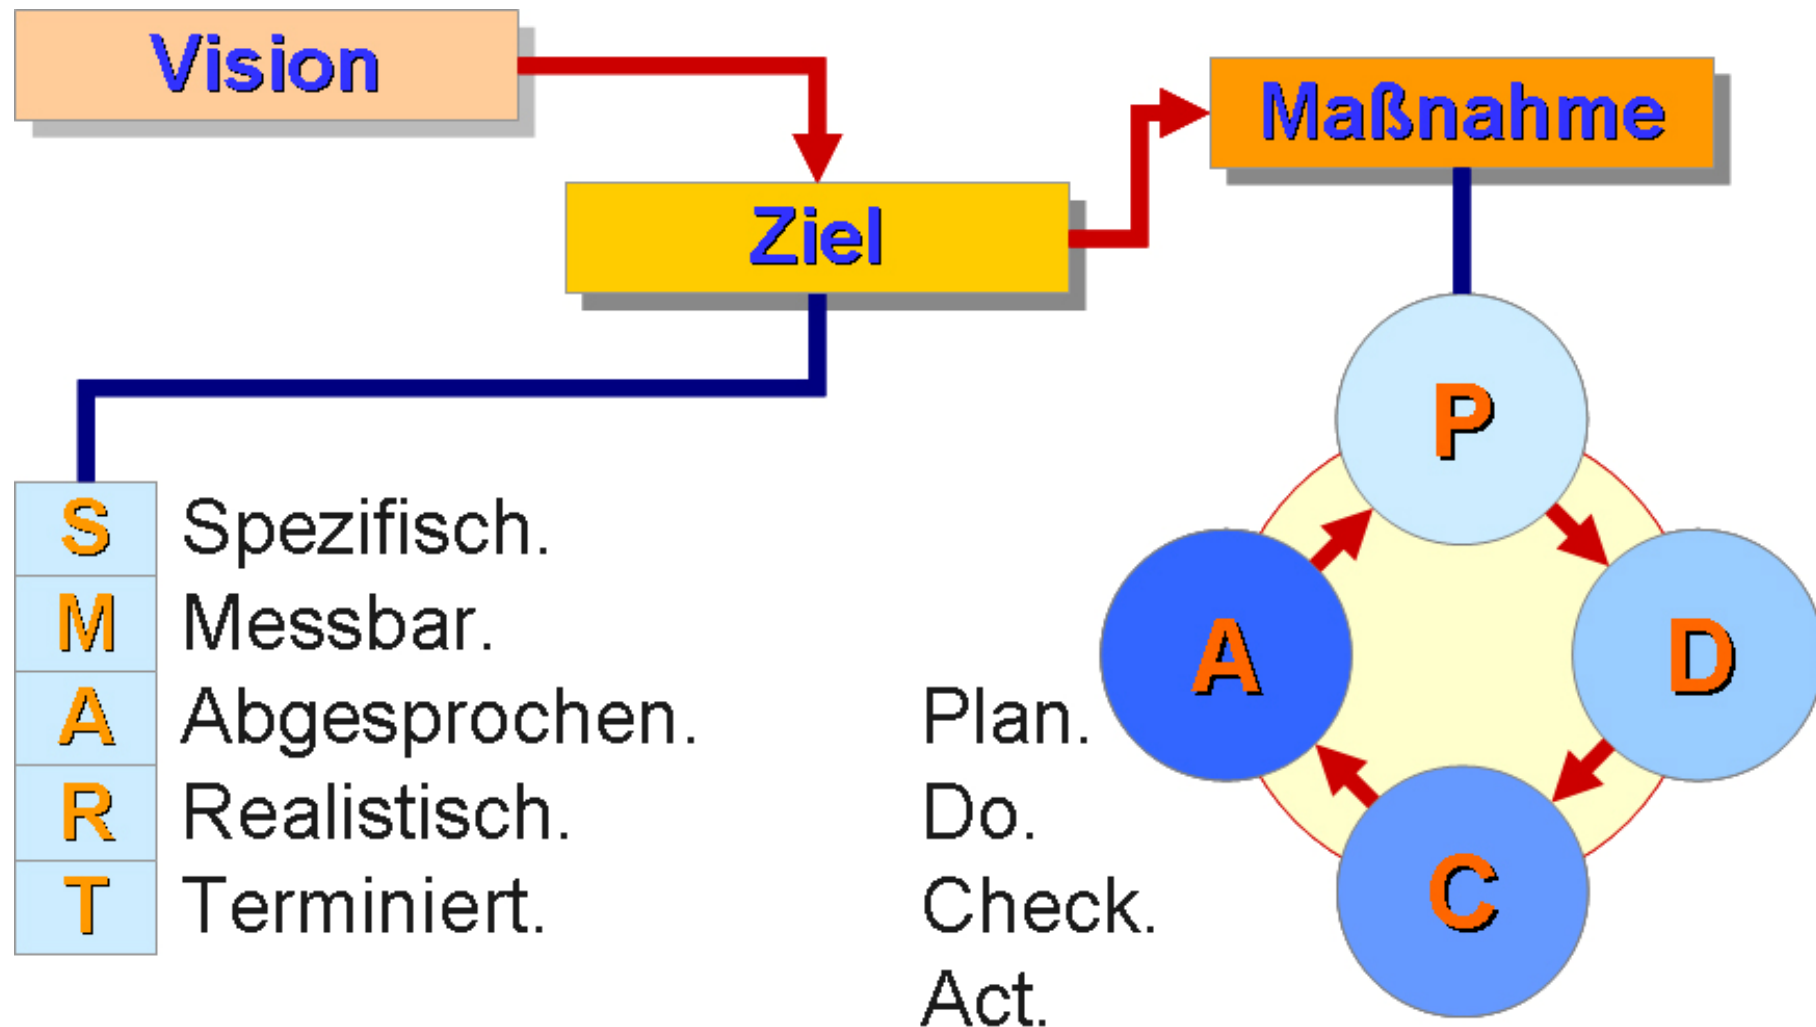 Vision
Maßnahme
Ziel
S Spezifisch.
M Messbar.
A Abgesprochen.
R Realistisch.
T Terminiert.
P
A
D
C
Plan.
Do.
Check.
Act.